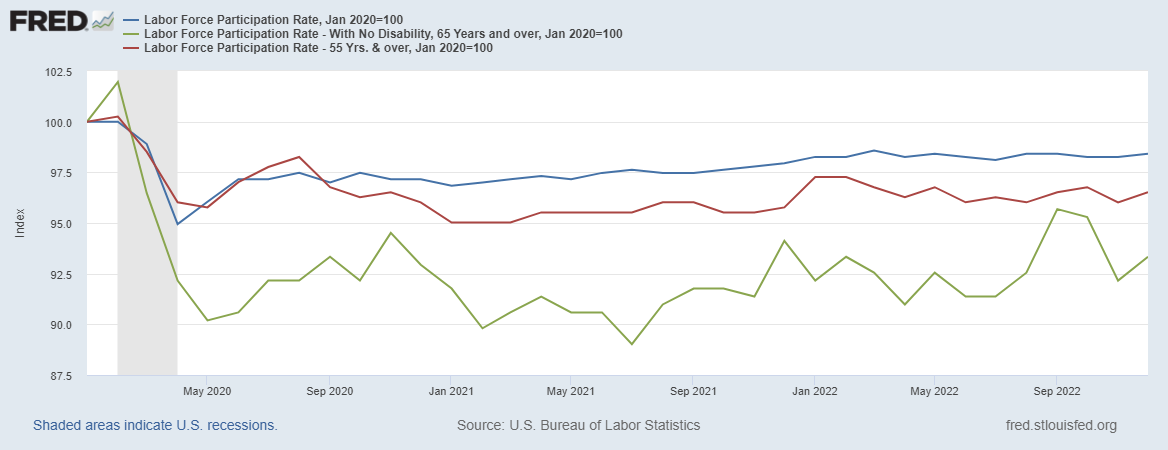 FRED
Labor Force Participation Rate, Jan 2020=100
Labor Force Participation Rate - With No Disability, 65 Years and over, Jan 2020=100
Labor Force Participation Rate - 55 Yrs. & over, Jan 2020=100
102.5
100.0
97.5
95.0
92.5
90.0
87.5
Index
May 2020 Sep 2020 Jan 2021 May 2021 Sep 2021 Jan 2022 May 2022 Sep 2022
Shaded areas indicate U.S. recessions. Source: U.S. Bureau of Labor Statistics fred.stlouisfed.org